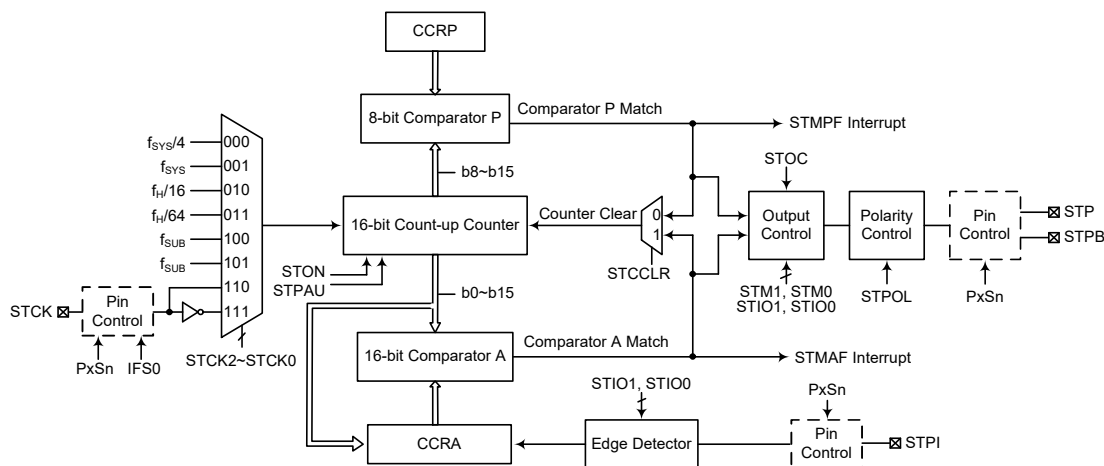 CCRP
8-bit Comparator P
Comparator P Match
STMPF Interrupt
b8~b15
fSYS/4 000
fSYS 001
fH/16 010
fH/64 011
fSUB 100
fSUB 101
110
111
STCK
Pin
Control
PxSn
IFS0
STCK2~STCK0
16-bit Count-up Counter
STON
STPAU
Counter Clear
0
1
STCCLR
STOC
Output
Control
STM1, STM0
STIO1, STIO0
Polarity
Control
STPOL
Pin
Control
PxSn
STP
STPB
b0~b15
16-bit Comparator A
Comparator A Match
STMAF Interrupt
CCRA
STIO1, STIO0
Edge Detector
PxSn
Pin
Control
STPI